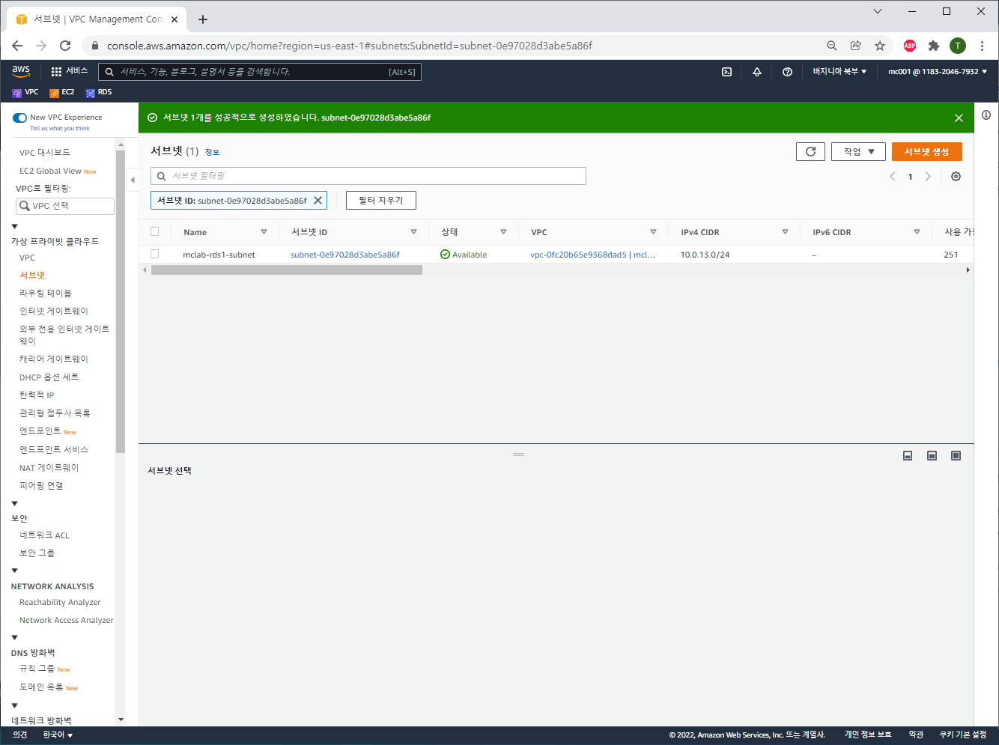 서브넷 | VPC Management Con
console.aws.amazon.com/vpc/home?region=us-east-1#subnets:SubnetId=subnet-0e97028d3abe5a86f
ABP
T
aws
서비스
서비스, 기능, 블로그, 설명서 등을 검색합니다.
[Alt+S]
버지니아 북부
mc001 @ 1183-2046-7932
VPC
EC2
RDS
New VPC Experience
Tell us what you think
VPC 대시보드
EC2 Global View New
VPC로 필터링:
VPC 선택
가상 프라이빗 클라우드
VPC
서브넷
라우팅 테이블
인터넷 게이트웨이
외부 전용 인터넷 게이트
웨이
캐리어 게이트웨이
DHCP 옵션 세트
탄력적 IP
관리형 접두사 목록
엔드포인트 New
엔드포인트 서비스
NAT 게이트웨이
피어링 연결
보안
네트워크 ACL
보안 그룹
NETWORK ANALYSIS
Reachability Analyzer
Network Access Analyzer
DNS 방화벽
규칙 그룹 New
도메인 목록 New
네트워크 방화벽
서브넷 1개를 성공적으로 생성하였습니다. subnet-0e97028d3abe5a86f
서브넷 (1) 정보
작업
서브넷 생성
서브넷 필터링
1
서브넷 ID: subnet-0e97028d3abe5a86f
필터 지우기
Name 서브넷 ID 상태 VPC IPv4 CIDR IPv6 CIDR 사용 가능
mclab-rds1-subnet subnet-0e97028d3abe5a86f Available vpc-0fc20b65e9368dad5 | mcl... 10.0.13.0/24 – 251
서브넷 선택
의견
한국어
© 2022, Amazon Web Services, Inc. 또는 계열사.
개인 정보 보호
약관
쿠키 기본 설정